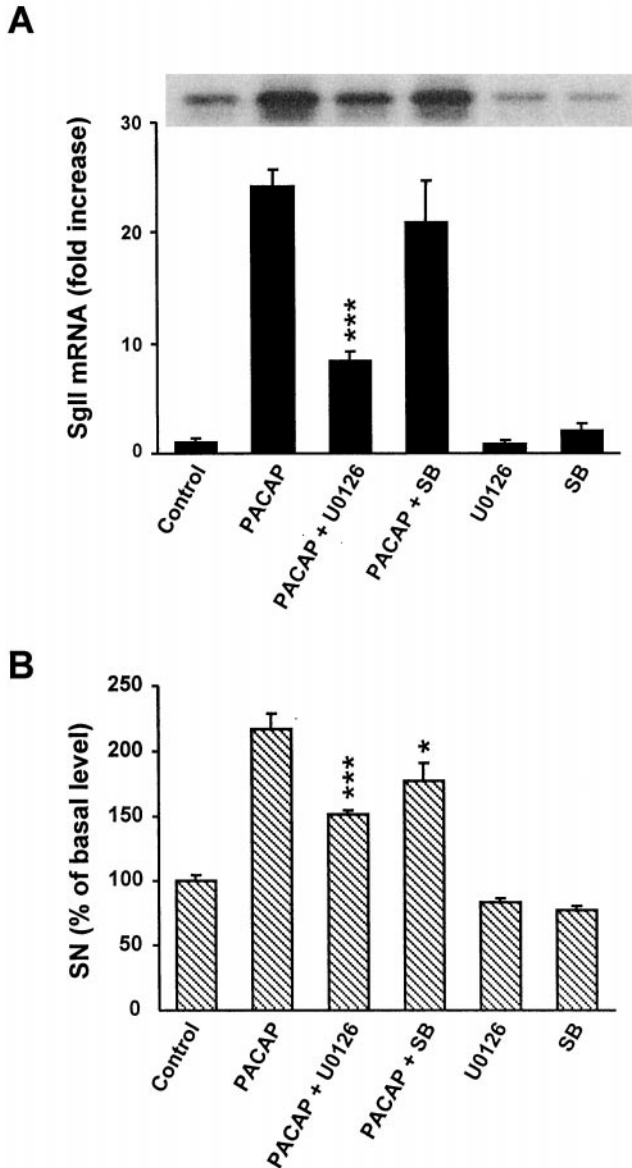 A
SgII mRNA (fold increase)
30
20
10
0
***
Control
PACAP
PACAP + U0126
PACAP + SB
U0126
SB
B
SN (% of basal level)
250
200
150
100
50
0
***
*
Control
PACAP
PACAP + U0126
PACAP + SB
U0126
SB